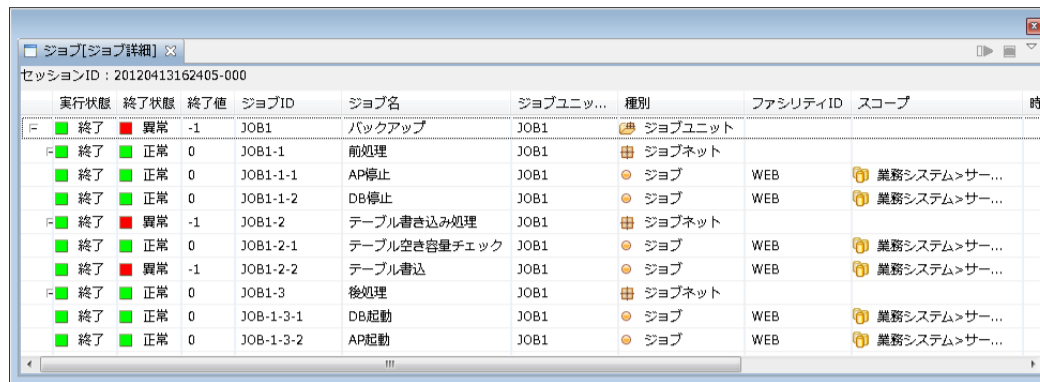 ジョブ[ジョブ詳細]
セッションID : 20120413162405-000
実行状態 終了状態 終了値 ジョブID ジョブ名 ジョブユニッ... 種別 ファシリティID スコープ 時
終了 異常 -1 JOB1 バックアップ JOB1 ジョブユニット
終了 正常 0 JOB1-1 前処理 JOB1 ジョブネット
終了 正常 0 JOB1-1-1 AP停止 JOB1 ジョブ WEB 業務システム>サー...
終了 正常 0 JOB1-1-2 DB停止 JOB1 ジョブ WEB 業務システム>サー...
終了 異常 -1 JOB1-2 テーブル書き込み処理 JOB1 ジョブネット
終了 正常 0 JOB1-2-1 テーブル空き容量チェック JOB1 ジョブ WEB 業務システム>サー...
終了 異常 -1 JOB1-2-2 テーブル書込 JOB1 ジョブ WEB 業務システム>サー...
終了 正常 0 JOB1-3 後処理 JOB1 ジョブネット
終了 正常 0 JOB-1-3-1 DB起動 JOB1 ジョブ WEB 業務システム>サー...
終了 正常 0 JOB-1-3-2 AP起動 JOB1 ジョブ WEB 業務システム>サー...